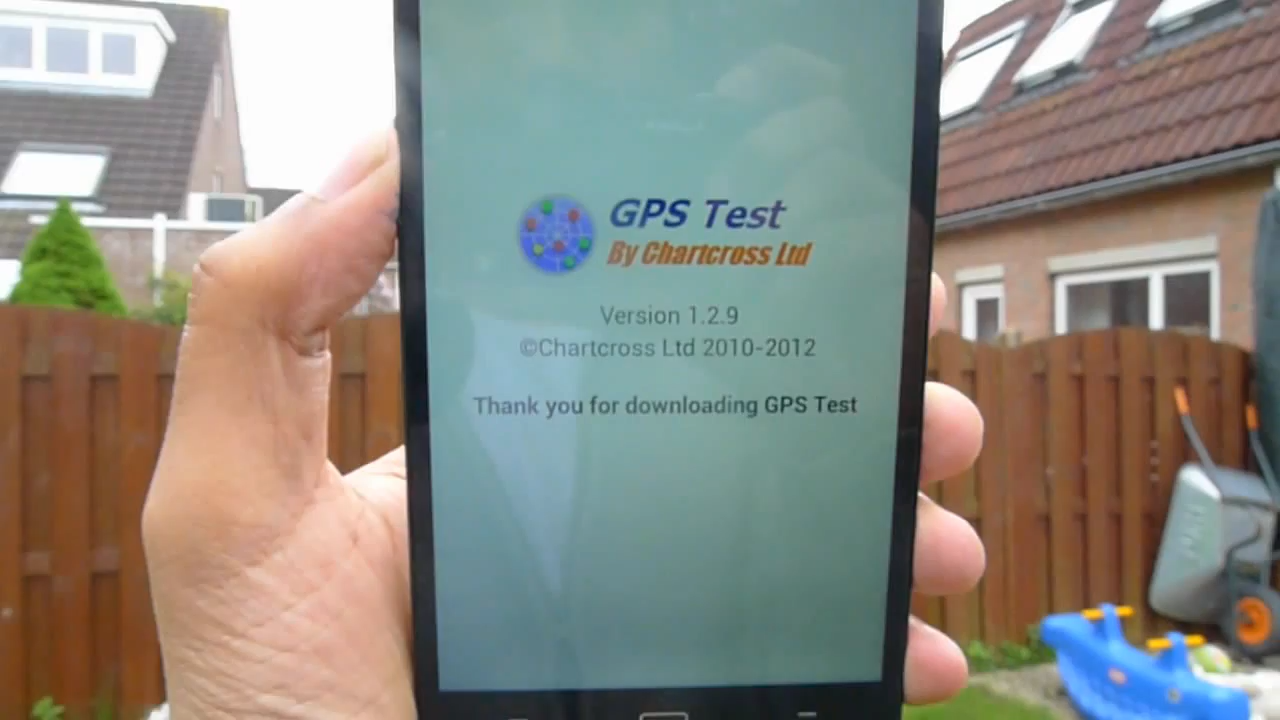 GPS Test
By Chartcross Ltd
Version 1.2.9
©Chartcross Ltd 2010-2012
Thank you for downloading GPS Test